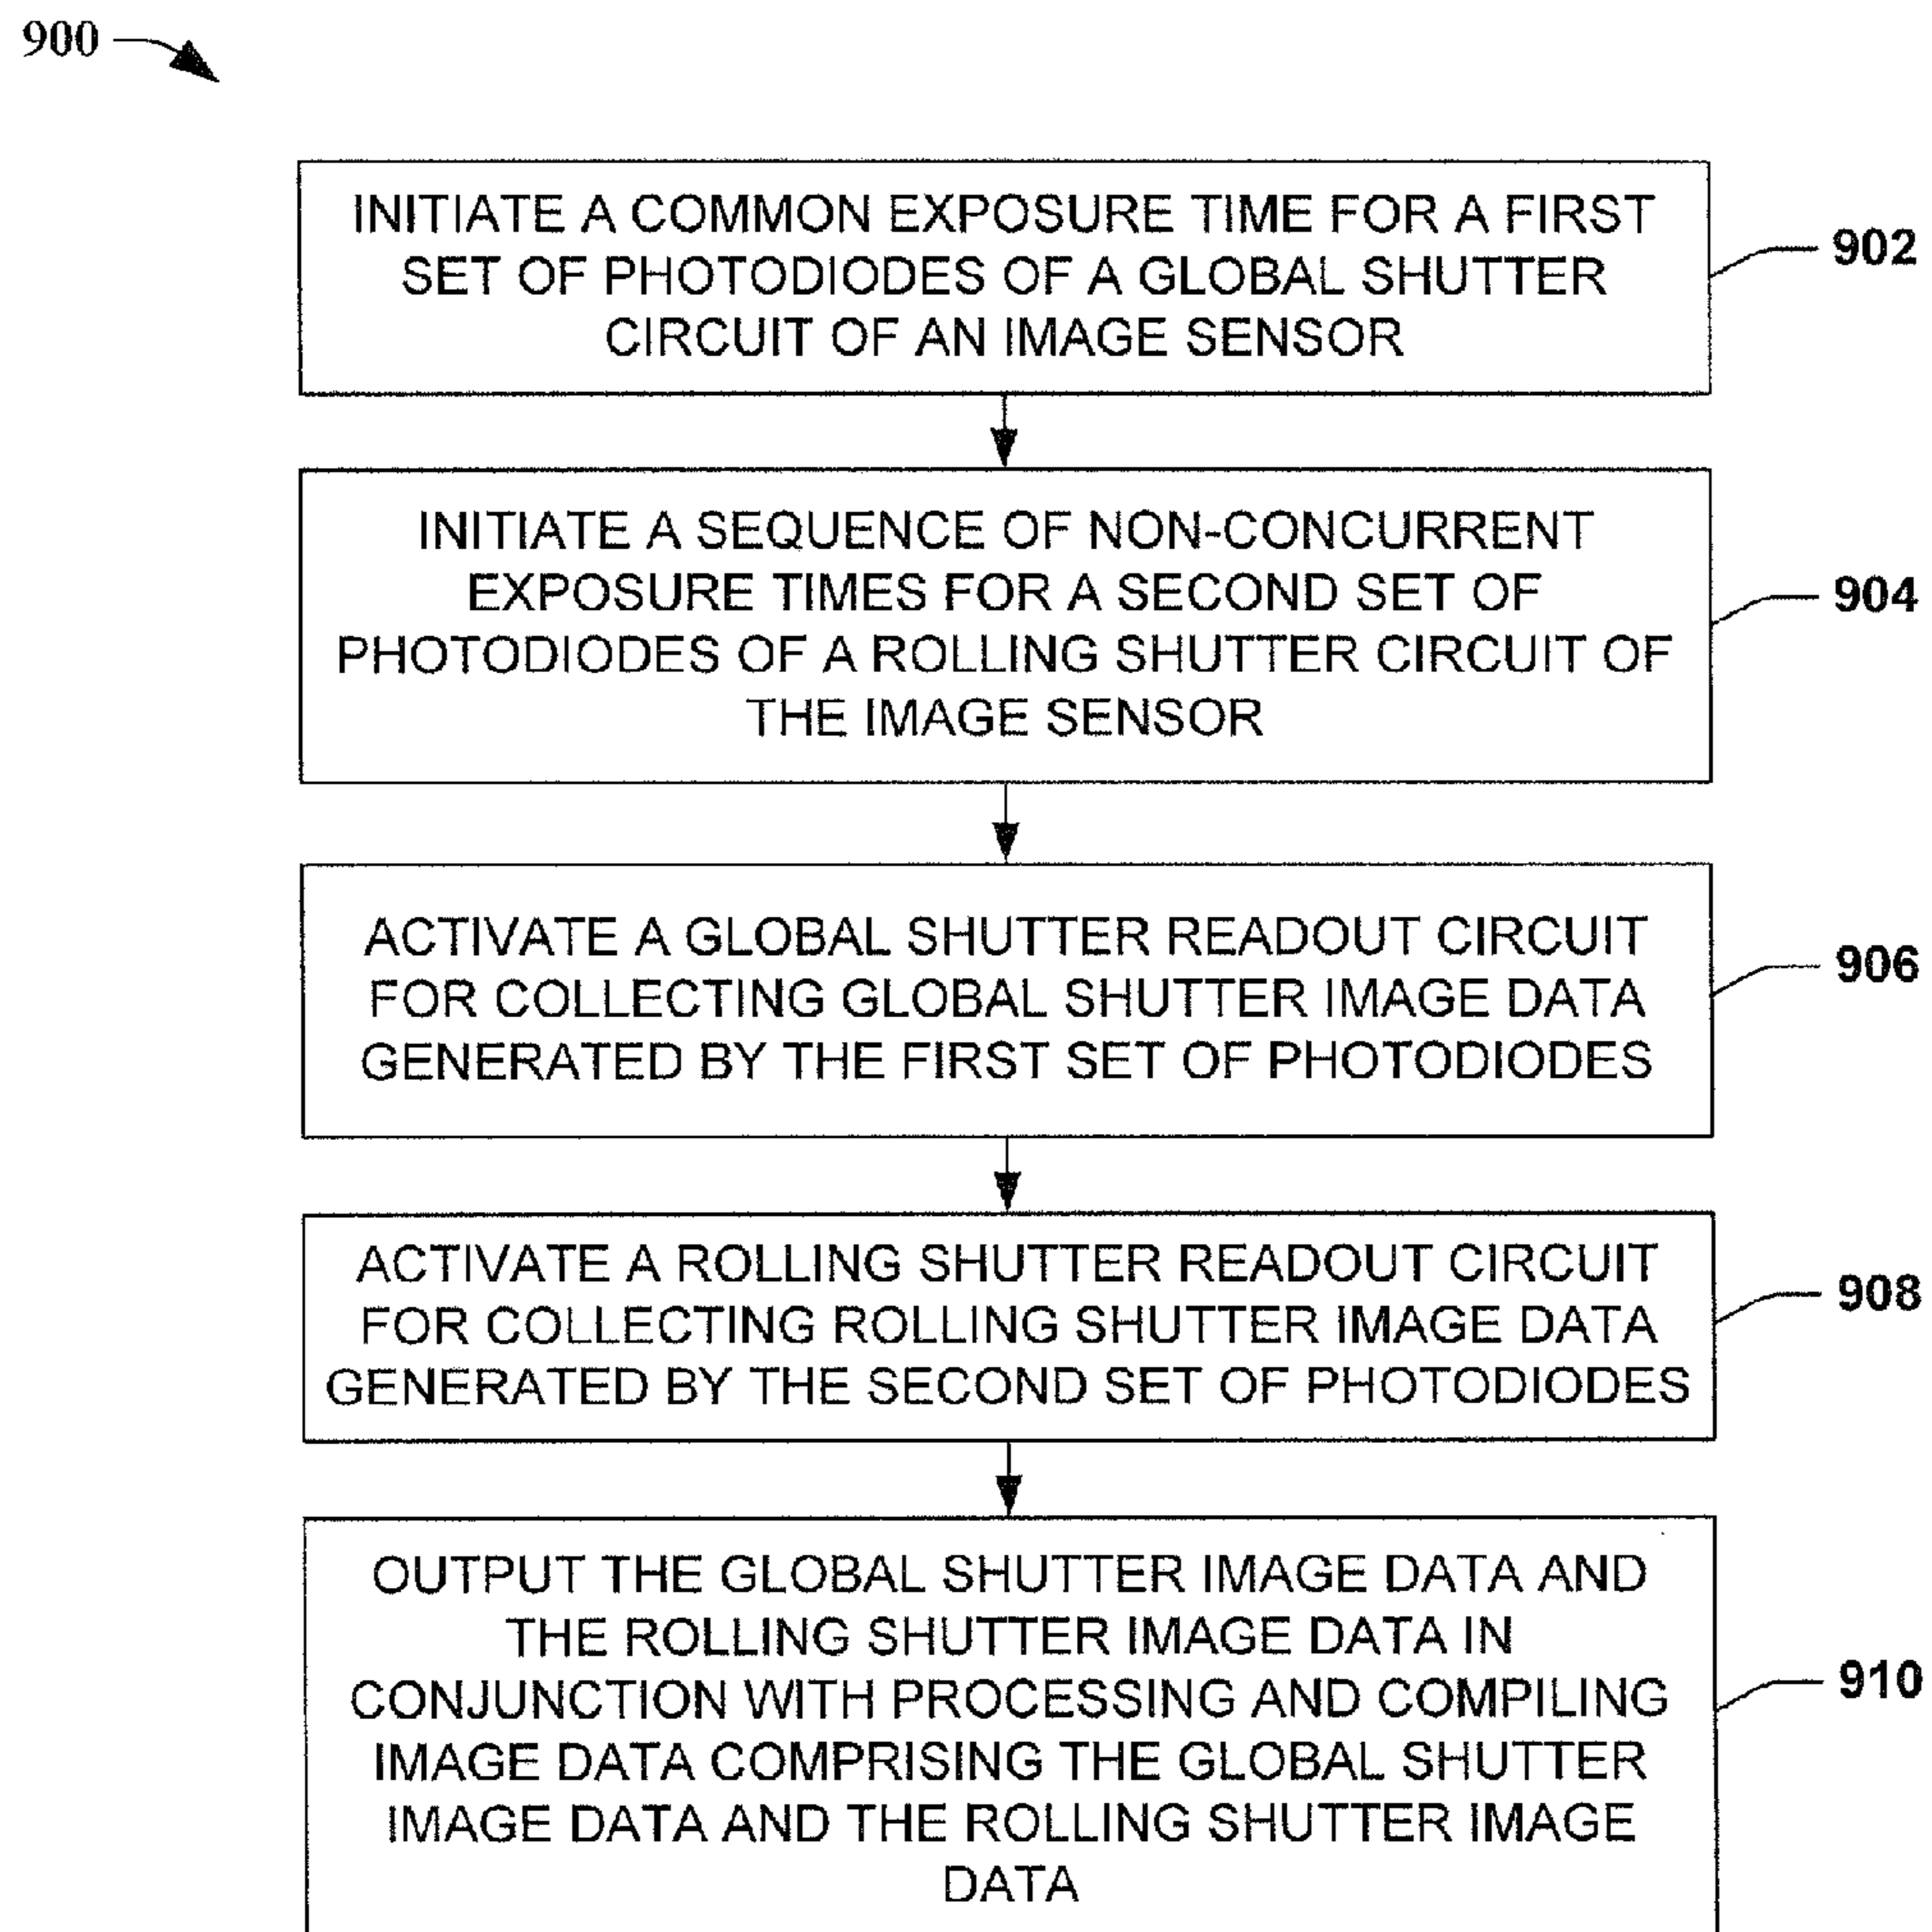 900
INITIATE A COMMON EXPOSURE TIME FOR A FIRST
SET OF PHOTODIODES OF A GLOBAL SHUTTER
CIRCUIT OF AN IMAGE SENSOR
902
INITIATE A SEQUENCE OF NON-CONCURRENT
EXPOSURE TIMES FOR A SECOND SET OF
PHOTODIODES OF A ROLLING SHUTTER CIRCUIT OF
THE IMAGE SENSOR
904
ACTIVATE A GLOBAL SHUTTER READOUT CIRCUIT
FOR COLLECTING GLOBAL SHUTTER IMAGE DATA
GENERATED BY THE FIRST SET OF PHOTODIODES
906
ACTIVATE A ROLLING SHUTTER READOUT CIRCUIT
FOR COLLECTING ROLLING SHUTTER IMAGE DATA
GENERATED BY THE SECOND SET OF PHOTODIODES
908
OUTPUT THE GLOBAL SHUTTER IMAGE DATA AND
THE ROLLING SHUTTER IMAGE DATA IN
CONJUNCTION WITH PROCESSING AND COMPILING
IMAGE DATA COMPRISING THE GLOBAL SHUTTER
IMAGE DATA AND THE ROLLING SHUTTER IMAGE
DATA
910